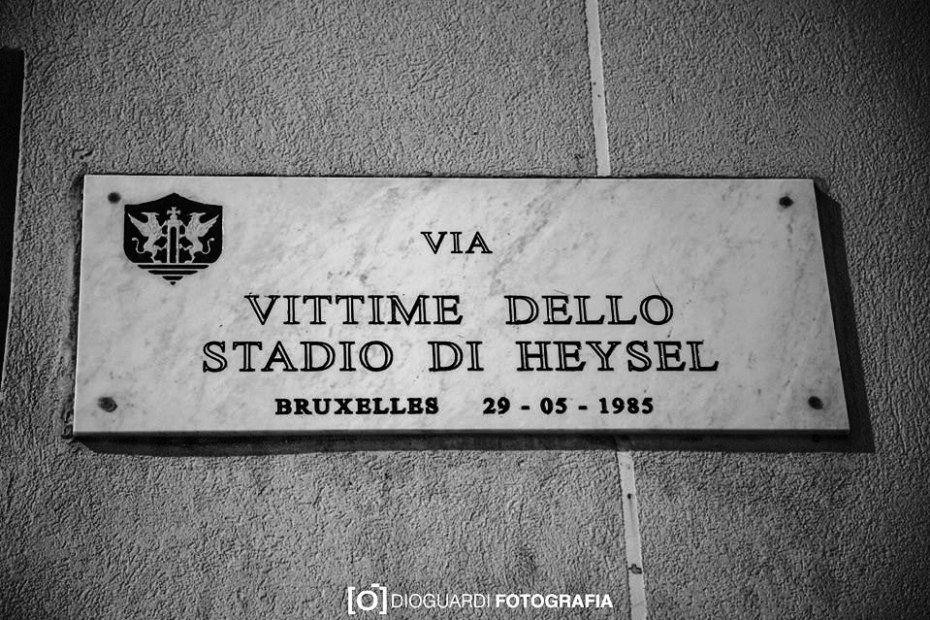 VIA
VITTIME DELLO
STADIO DI HEYSEL
BRUXELLES 29 - 05 - 1985
DIOGUARDI FOTOGRAFIA